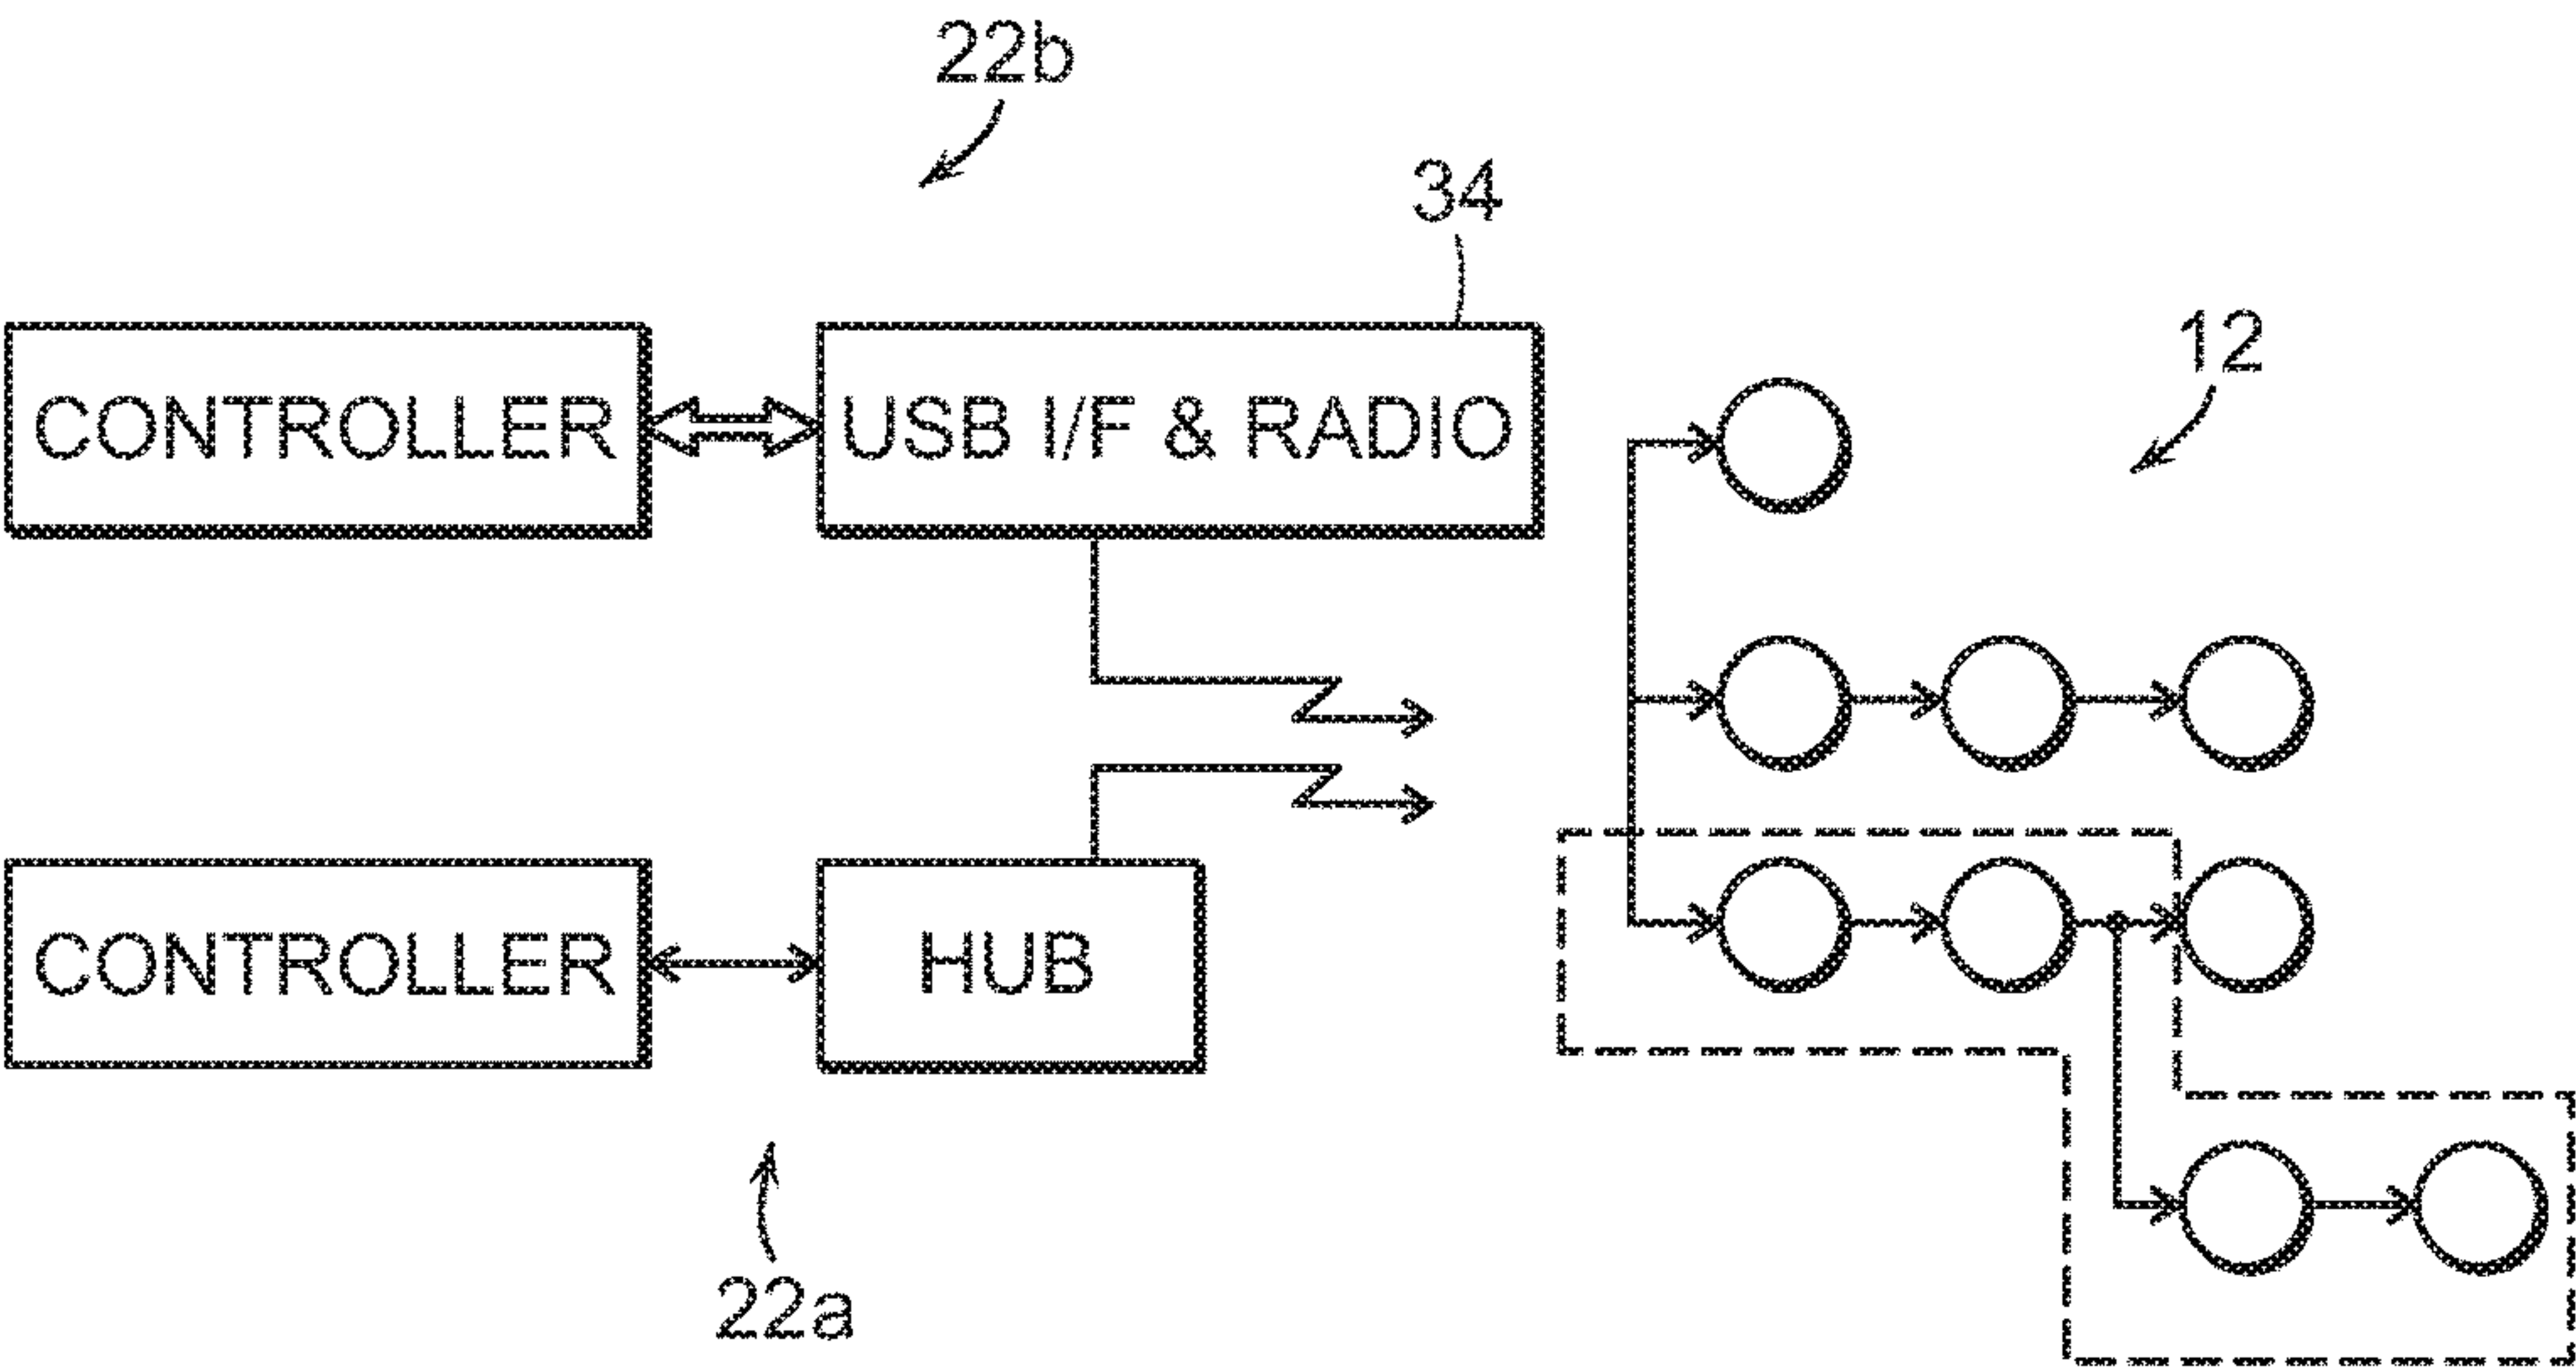 22b
34
12
CONTROLLER
USB I/F & RADIO
CONTROLLER
HUB
22a